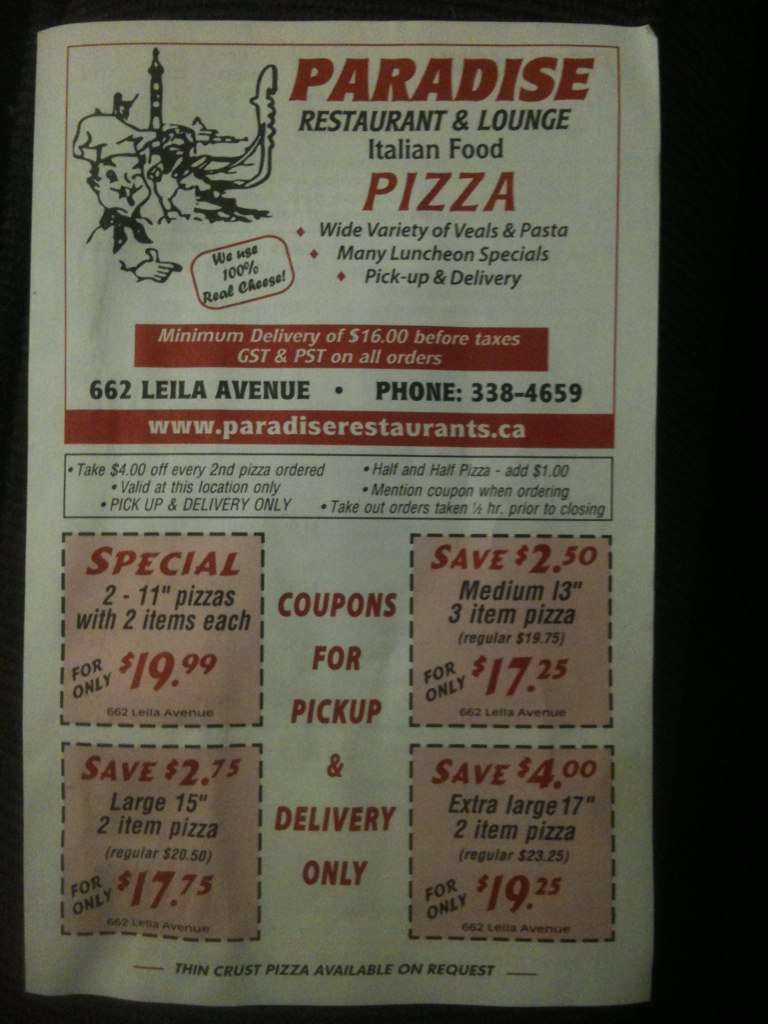 PARADISE
RESTAURANT & LOUNGE
Italian Food
PIZZA
♦ Wide Variety of Veals & Pasta
♦ Many Luncheon Specials
♦ Pick-up & Delivery
We use
100%
Real Cheese!
Minimum Delivery of $16.00 before taxes
GST & PST on all orders
662 LEILA AVENUE • PHONE: 338-4659
www.paradiserestaurants.ca
• Take $4.00 off every 2nd pizza ordered
• Valid at this location only
• PICK UP & DELIVERY ONLY
• Half and Half Pizza - add $1.00
• Mention coupon when ordering
• Take out orders taken ½ hr. prior to closing
SPECIAL
2 - 11" pizzas
with 2 items each
FOR ONLY $19.99
662 Leila Avenue
COUPONS
FOR
PICKUP
&
DELIVERY
ONLY
SAVE $2.50
Medium 13"
3 item pizza
(regular $19.75)
FOR ONLY $17.25
662 Leila Avenue
SAVE $2.75
Large 15"
2 item pizza
(regular $20.50)
FOR ONLY $17.75
662 Leila Avenue
SAVE $4.00
Extra large 17"
2 item pizza
(regular $23.25)
FOR ONLY $19.25
662 Leila Avenue
THIN CRUST PIZZA AVAILABLE ON REQUEST